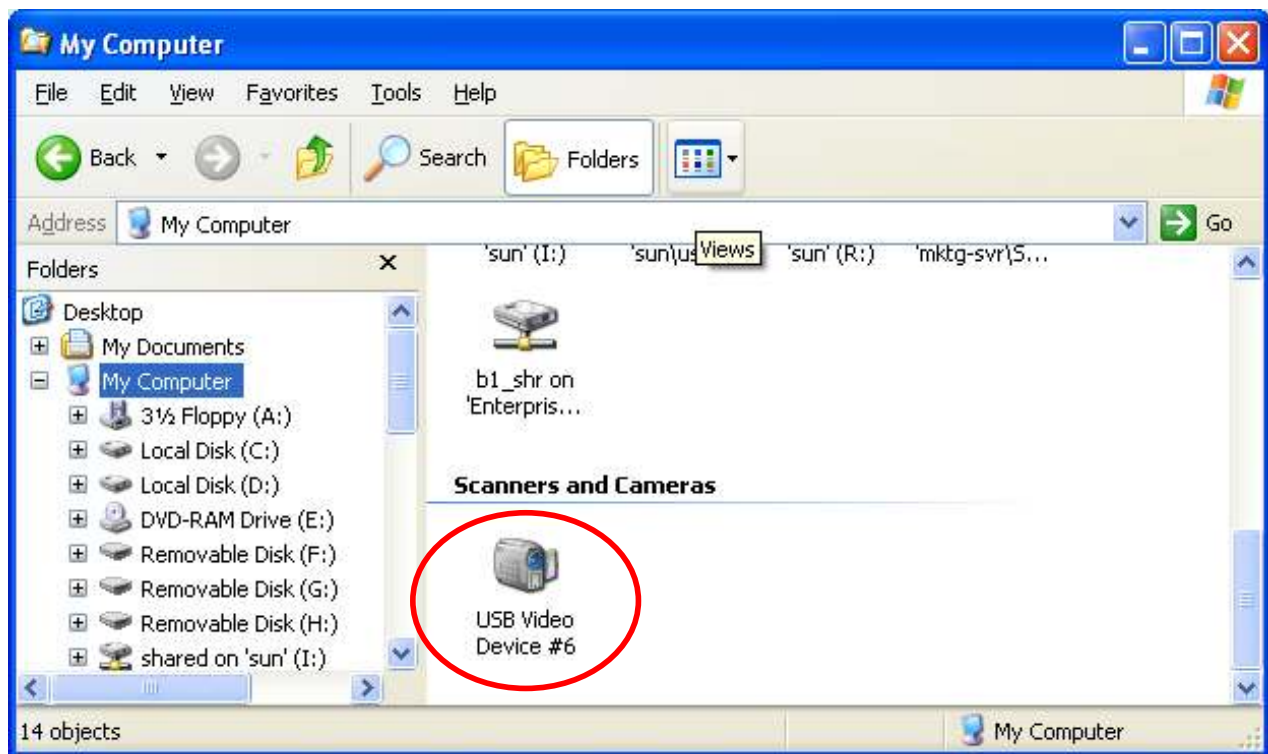 My Computer
File Edit View Favorites Tools Help
Back Search Folders
Address My Computer Go
Folders
Desktop
My Documents
My Computer
3½ Floppy (A:)
Local Disk (C:)
Local Disk (D:)
DVD-RAM Drive (E:)
Removable Disk (F:)
Removable Disk (G:)
Removable Disk (H:)
shared on 'sun' (I:)
'sun' (I:) 'sun\us Views 'sun' (R:) 'mktg-svr\S...
b1_shr on
'Enterpris...
Scanners and Cameras
USB Video
Device #6
14 objects My Computer